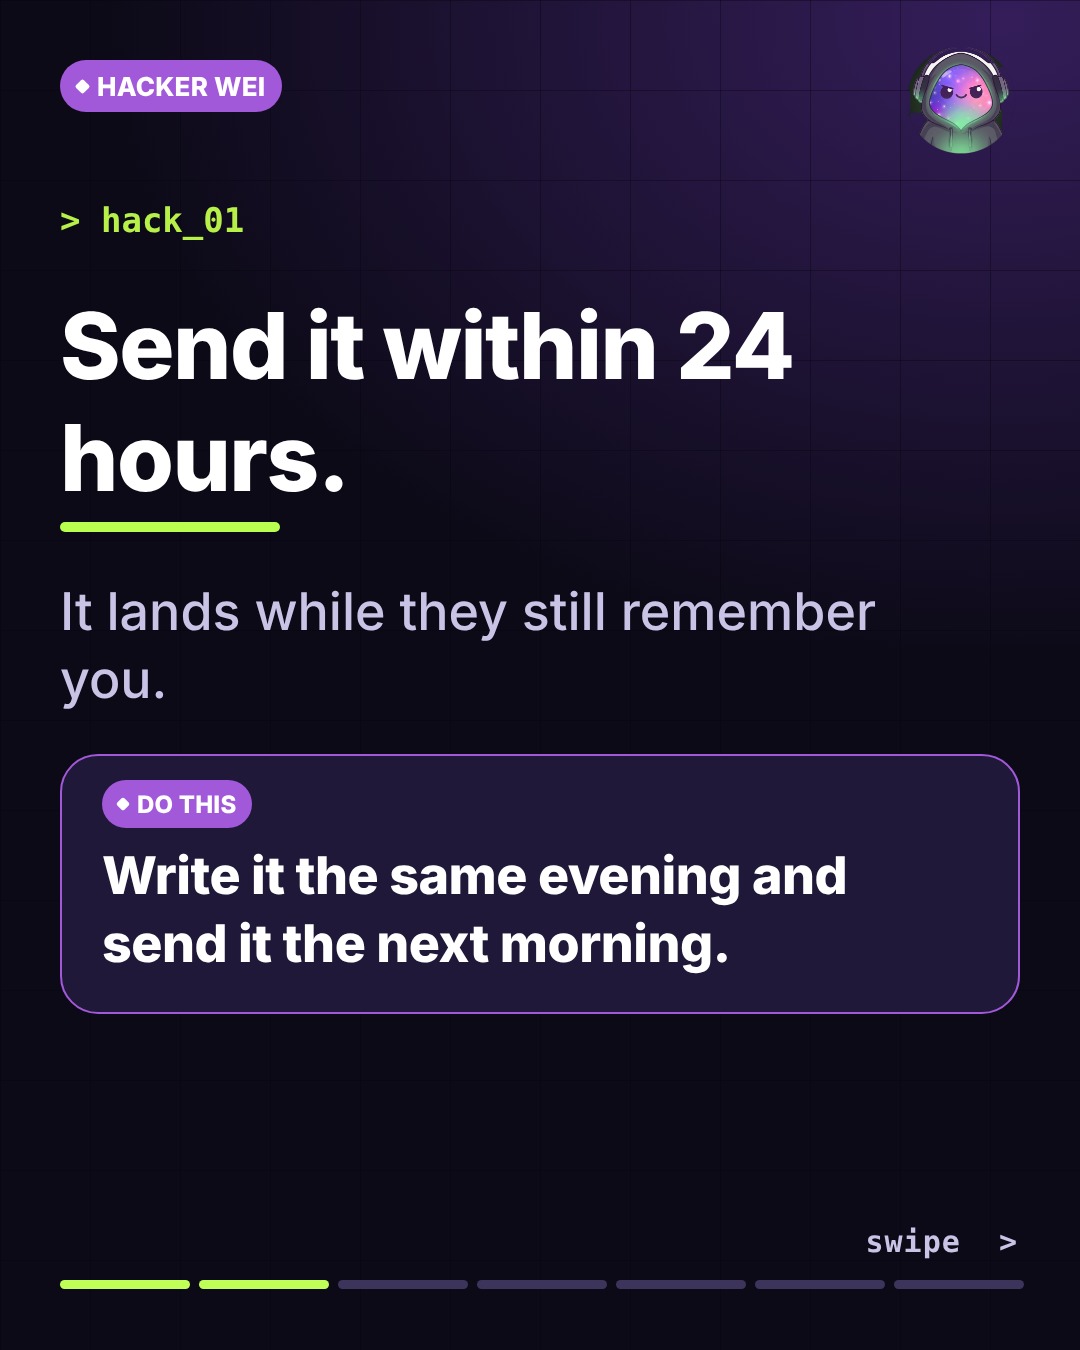 HACKER WEI
> hack_01
Send it within 24
hours.
It lands while they still remember
you.
DO THIS
Write it the same evening and
send it the next morning.
swipe >